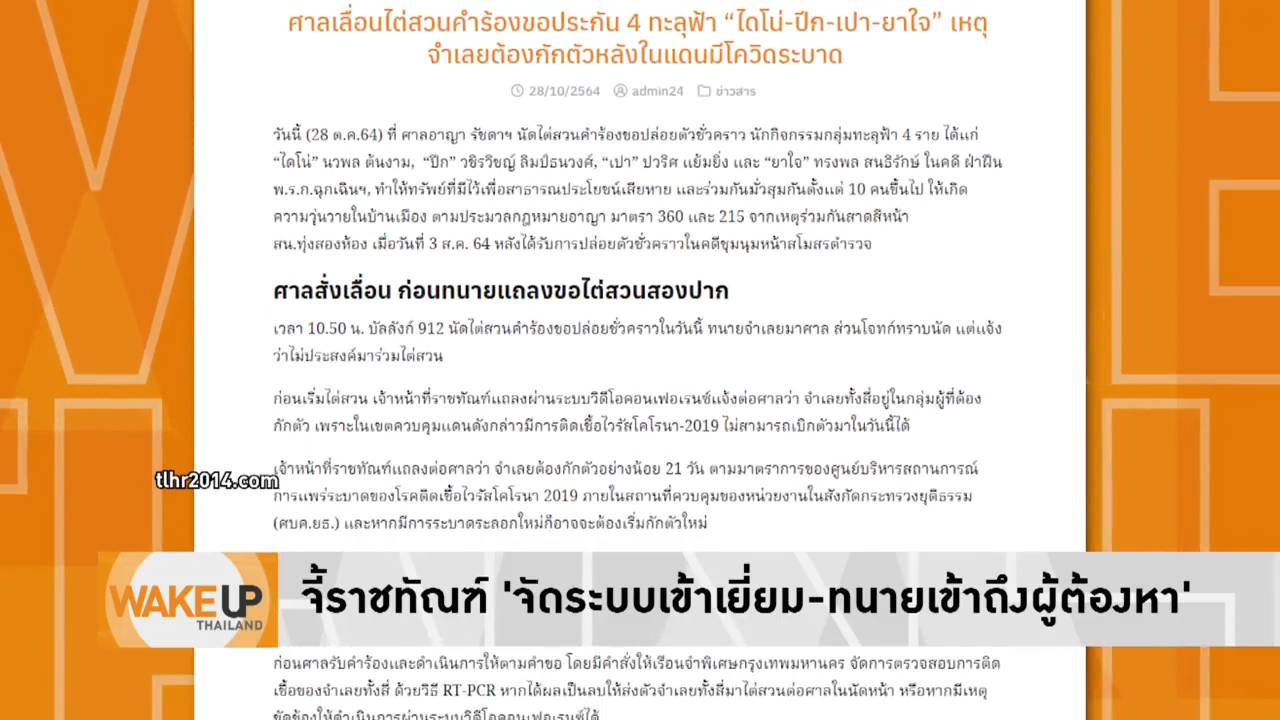 ศาลเลื่อนไต่สวนคำร้องขอประกัน 4 ทะลุฟ้า “ไดโน่-ปีก-เปา-ยาใจ” เหตุ
จำเลยต้องกักตัวหลังในแดนมีโควิดระบาด
28/10/2564 admin24 ข่าวสาร
วันนี้ (28 ต.ค.64) ที่ ศาลอาญา รัชดาฯ นัดไต่สวนคำร้องขอปล่อยตัวชั่วคราว นักกิจกรรมกลุ่มทะลุฟ้า 4 ราย ได้แก่
“ไดโน่” นวพล ต้นงาม, “ปีก” วชิรวิชญ์ ลิมป์ธนวงศ์, “เปา” ปวริศ แย้มยิ่ง และ “ยาใจ” ทรงพล สนธิรักษ์ ในคดี ฝ่าฝืน
พ.ร.ก.ฉุกเฉินฯ, ทำให้ทรัพย์ที่มีไว้เพื่อสาธารณประโยชน์เสียหาย และร่วมกันมั่วสุมกันตั้งแต่ 10 คนขึ้นไป ให้เกิด
ความวุ่นวายในบ้านเมือง ตามประมวลกฎหมายอาญา มาตรา 360 และ 215 จากเหตุร่วมกันสาดสีหน้า
สน.ทุ่งสองห้อง เมื่อวันที่ 3 ส.ค. 64 หลังได้รับการปล่อยตัวชั่วคราวในคดีชุมนุมหน้าสโมสรตำรวจ
ศาลสั่งเลื่อน ก่อนทนายแถลงขอไต่สวนสองปาก
เวลา 10.50 น. บัลลังก์ 912 นัดไต่สวนคำร้องขอปล่อยชั่วคราวในวันนี้ ทนายจำเลยมาศาล ส่วนโจทก์ทราบนัด แต่แจ้ง
ว่าไม่ประสงค์มาร่วมไต่สวน
ก่อนเริ่มไต่สวน เจ้าหน้าที่ราชทัณฑ์แถลงผ่านระบบวิดีโอคอนเฟอเรนซ์แจ้งต่อศาลว่า จำเลยทั้งสี่อยู่ในกลุ่มผู้ที่ต้อง
กักตัว เพราะในเขตควบคุมแดนดังกล่าวมีการติดเชื้อไวรัสโคโรนา-2019 ไม่สามารถเบิกตัวมาในวันนี้ได้
เจ้าหน้าที่ราชทัณฑ์แถลงต่อศาลว่า จำเลยต้องกักตัวอย่างน้อย 21 วัน ตามมาตราการของศูนย์บริหารสถานการณ์
tlhr2014.com
การแพร่ระบาดของโรคติดเชื้อไวรัสโคโรนา 2019 ภายในสถานที่ควบคุมของหน่วยงานในสังกัดกระทรวงยุติธรรม
(ศบค.ยธ.) และหากมีการระบาดระลอกใหม่ก็อาจจะต้องเริ่มกักตัวใหม่
WAKE UP
THAILAND
จี้ราชทัณฑ์ 'จัดระบบเข้าเยี่ยม-ทนายเข้าถึงผู้ต้องหา'
ก่อนศาลรับคำร้องและดำเนินการให้ตามคำขอ โดยมีคำสั่งให้เรือนจำพิเศษกรุงเทพมหานคร จัดการตรวจสอบการติด
เชื้อของจำเลยทั้งสี่ ด้วยวิธี RT-PCR หากได้ผลเป็นลบให้ส่งตัวจำเลยทั้งสี่มาไต่สวนต่อศาลในนัดหน้า หรือหากมีเหตุ
ขัดข้องให้ดำเนินการผ่านระบบวิดีโอคอนเฟอเรนซ์ได้